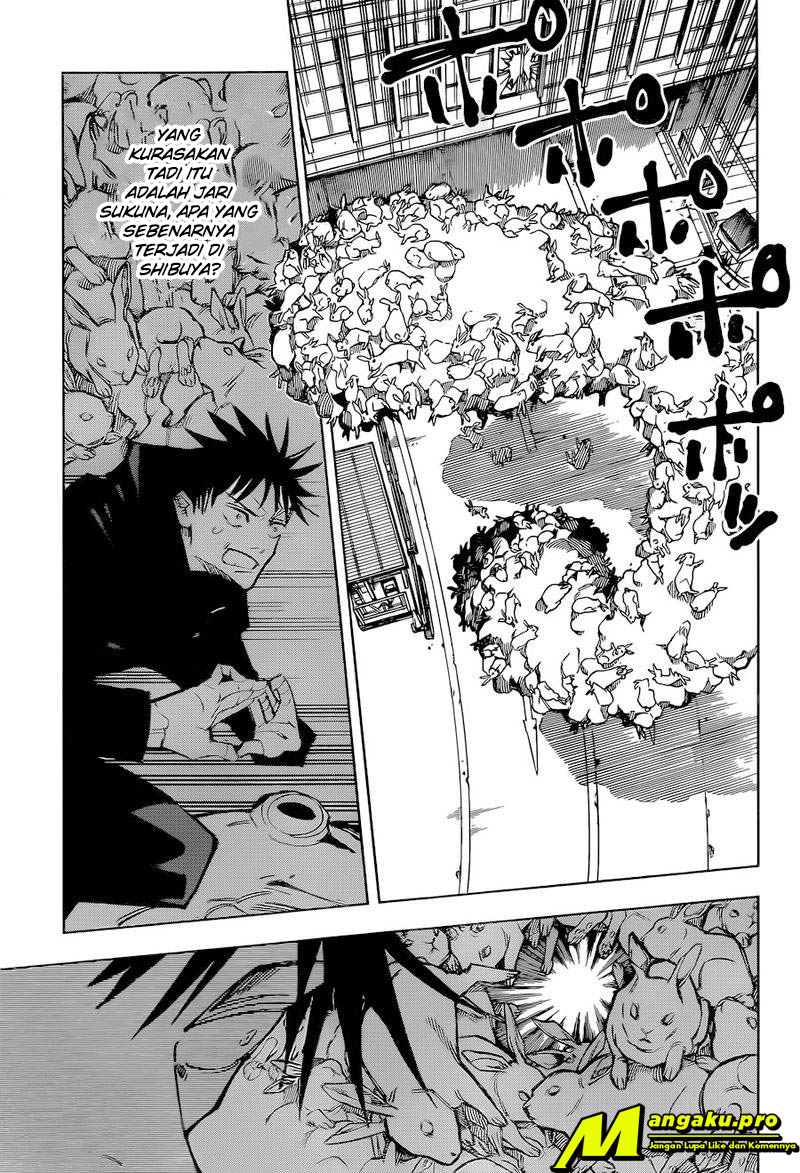 ポ
ポ
ポ
ポ
ポッ
YANG
KURASAKAN
TADI ITU
ADALAH JARI
SUKUNA, APA YANG
SEBENARNYA
TERJADI DI
SHIBUYA?
Mangaku.pro
Jangan Lupa Like dan Komennya